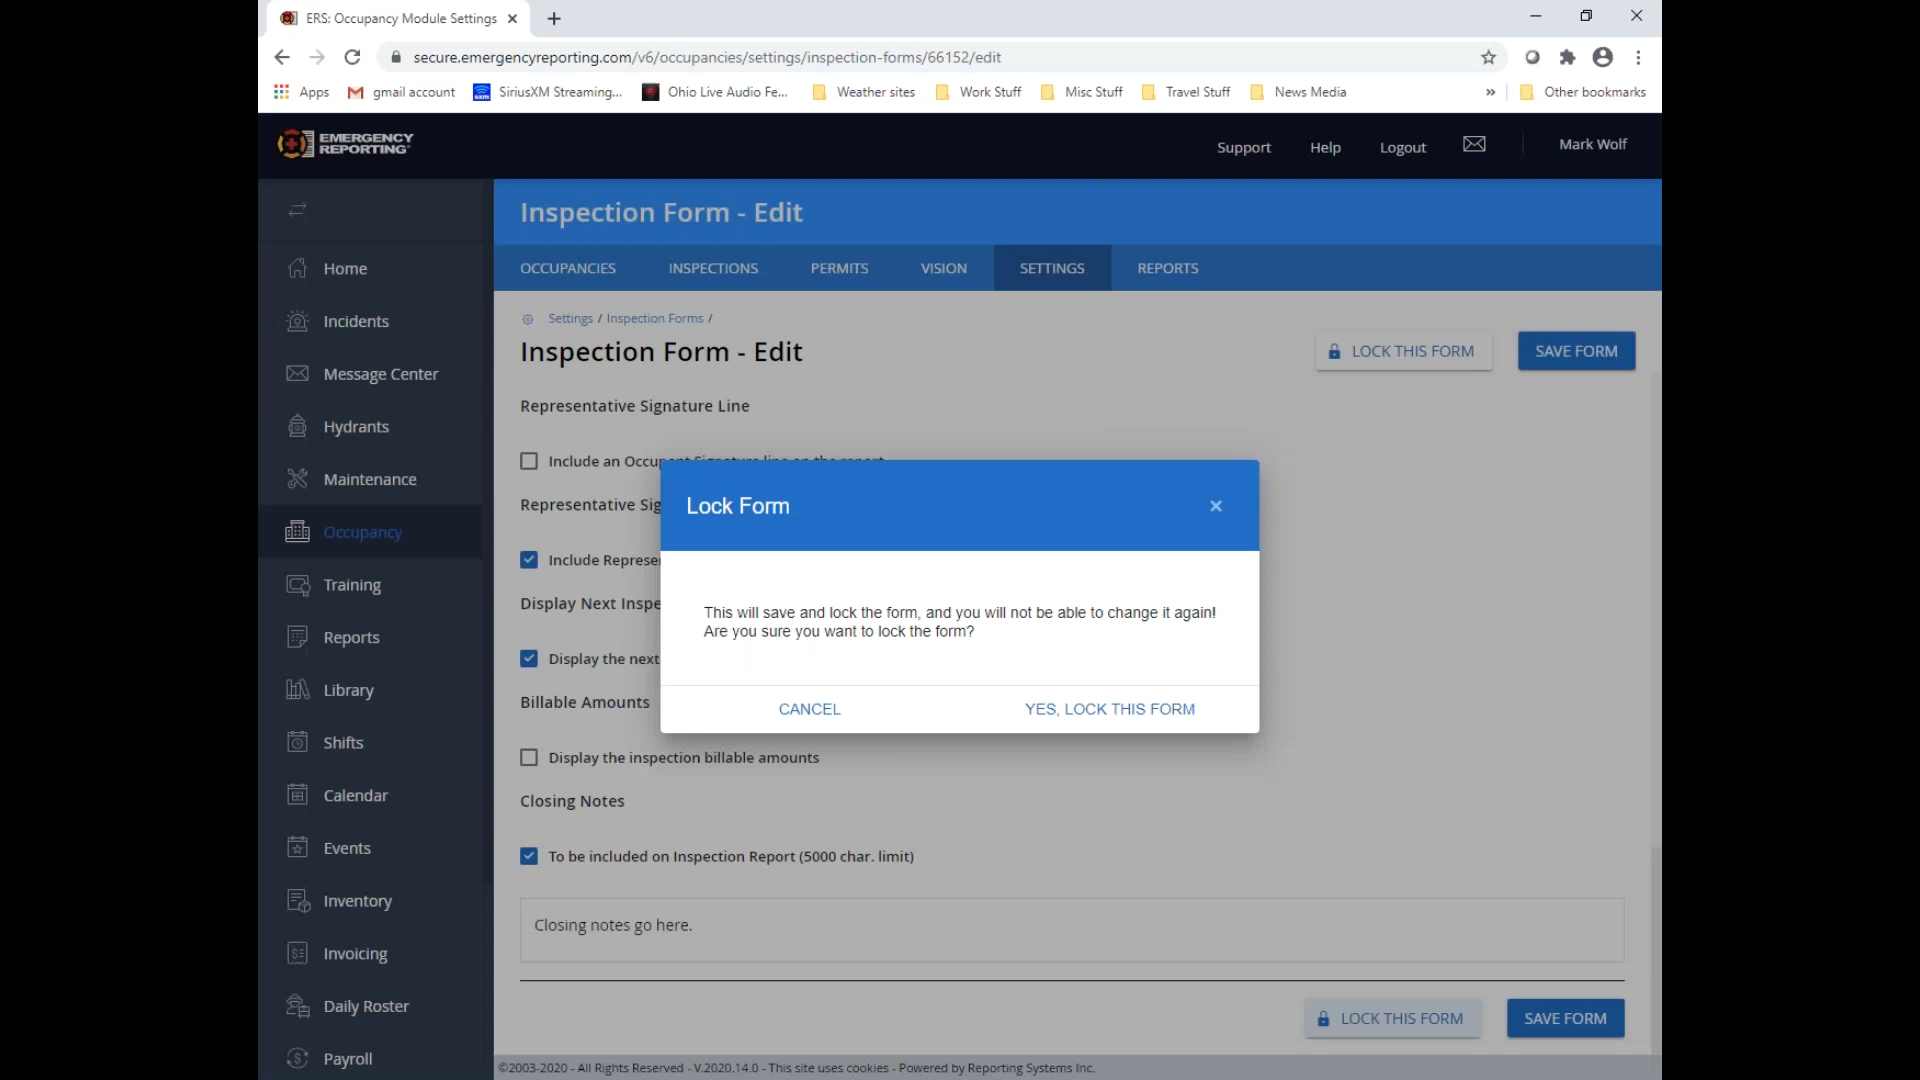 ERS: Occupancy Module Settings
secure.emergencyreporting.com/v6/occupancies/settings/inspection-forms/66152/edit
Apps gmail account SiriusXM Streaming... Ohio Live Audio Fe... Weather sites Work Stuff Misc Stuff Travel Stuff News Media » Other bookmarks
EMERGENCY
REPORTING
Support Help Logout Mark Wolf
Inspection Form - Edit
OCCUPANCIES INSPECTIONS PERMITS VISION SETTINGS REPORTS
Home
Incidents
Message Center
Hydrants
Maintenance
Occupancy
Training
Reports
Library
Shifts
Calendar
Events
Inventory
Invoicing
Daily Roster
Payroll
Settings / Inspection Forms /
Inspection Form - Edit
LOCK THIS FORM SAVE FORM
Representative Signature Line
Include an Occupant Signature line on the report
Representative Sig
Include Represe
Display Next Inspe
Display the next
Billable Amounts
Display the inspection billable amounts
Closing Notes
To be included on Inspection Report (5000 char. limit)
Closing notes go here.
LOCK THIS FORM SAVE FORM
Lock Form
This will save and lock the form, and you will not be able to change it again!
Are you sure you want to lock the form?
CANCEL YES, LOCK THIS FORM
©2003-2020 - All Rights Reserved - V.2020.14.0 - This site uses cookies - Powered by Reporting Systems Inc.